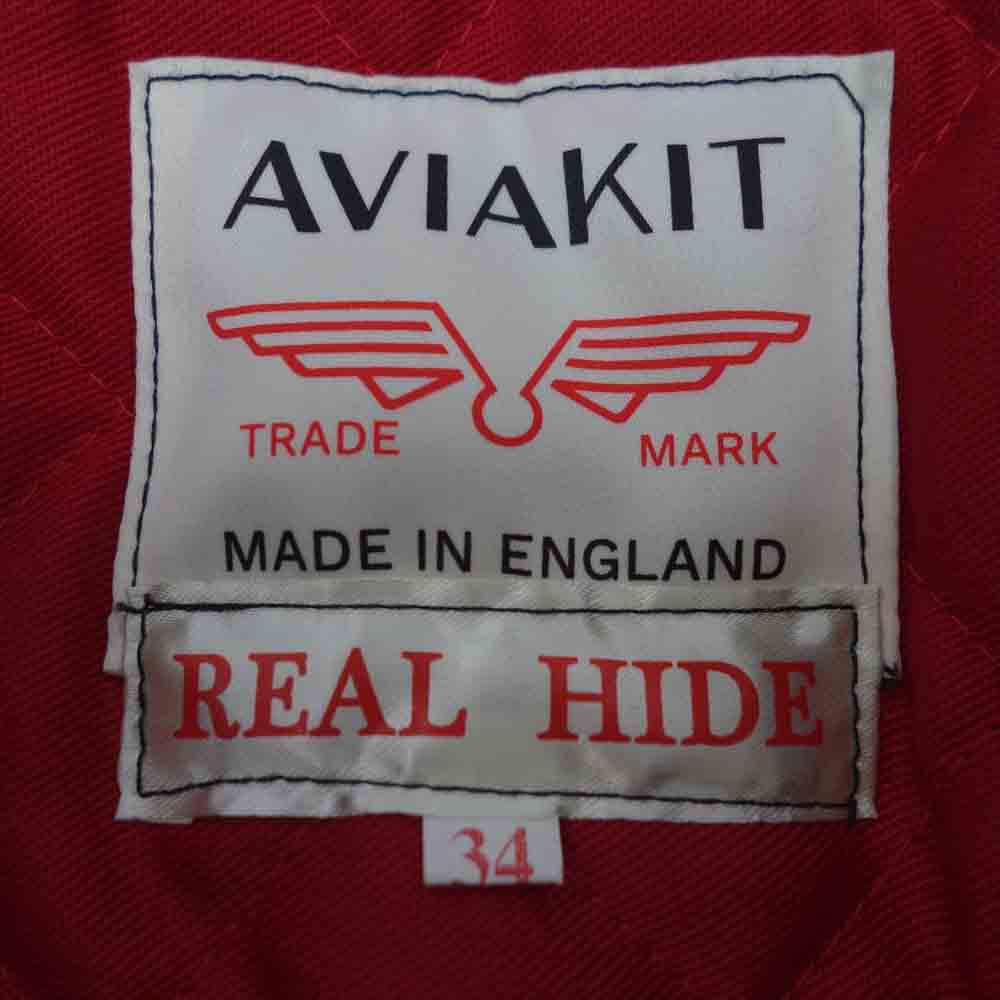 AVIAKIT
TRADE MARK
MADE IN ENGLAND
REAL HIDE
34